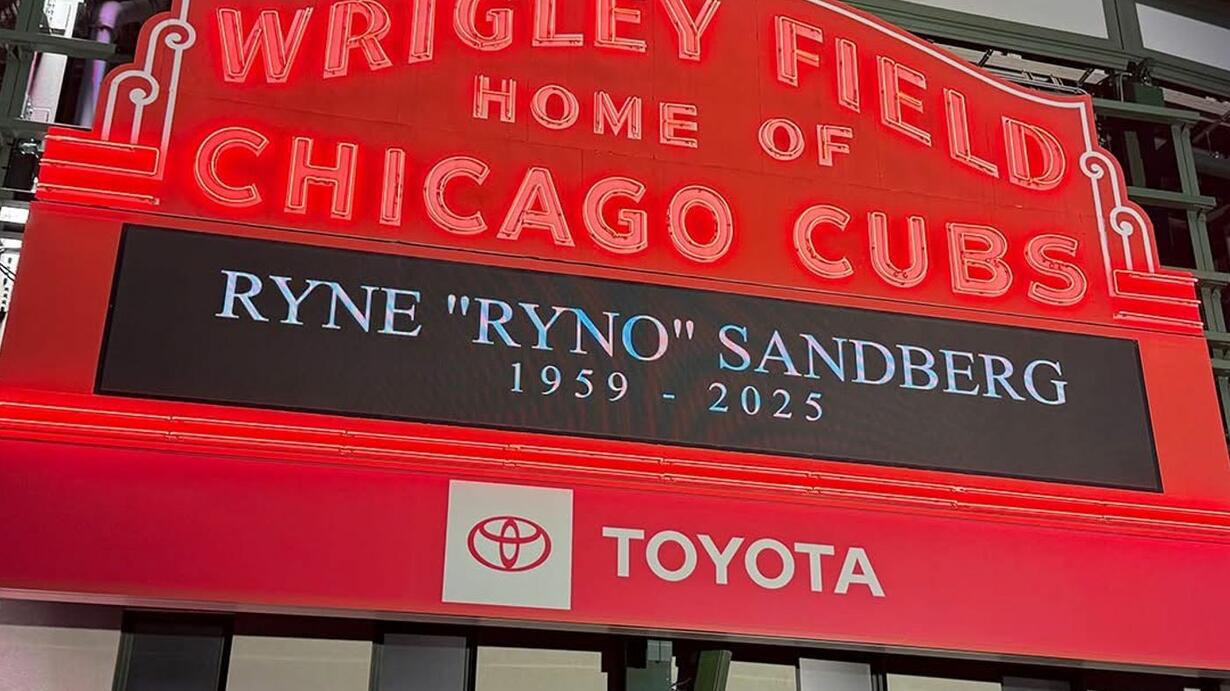 WRIGLEY FIELD
HOME OF
CHICAGO CUBS
RYNE "RYNO" SANDBERG
1959 - 2025
TOYOTA